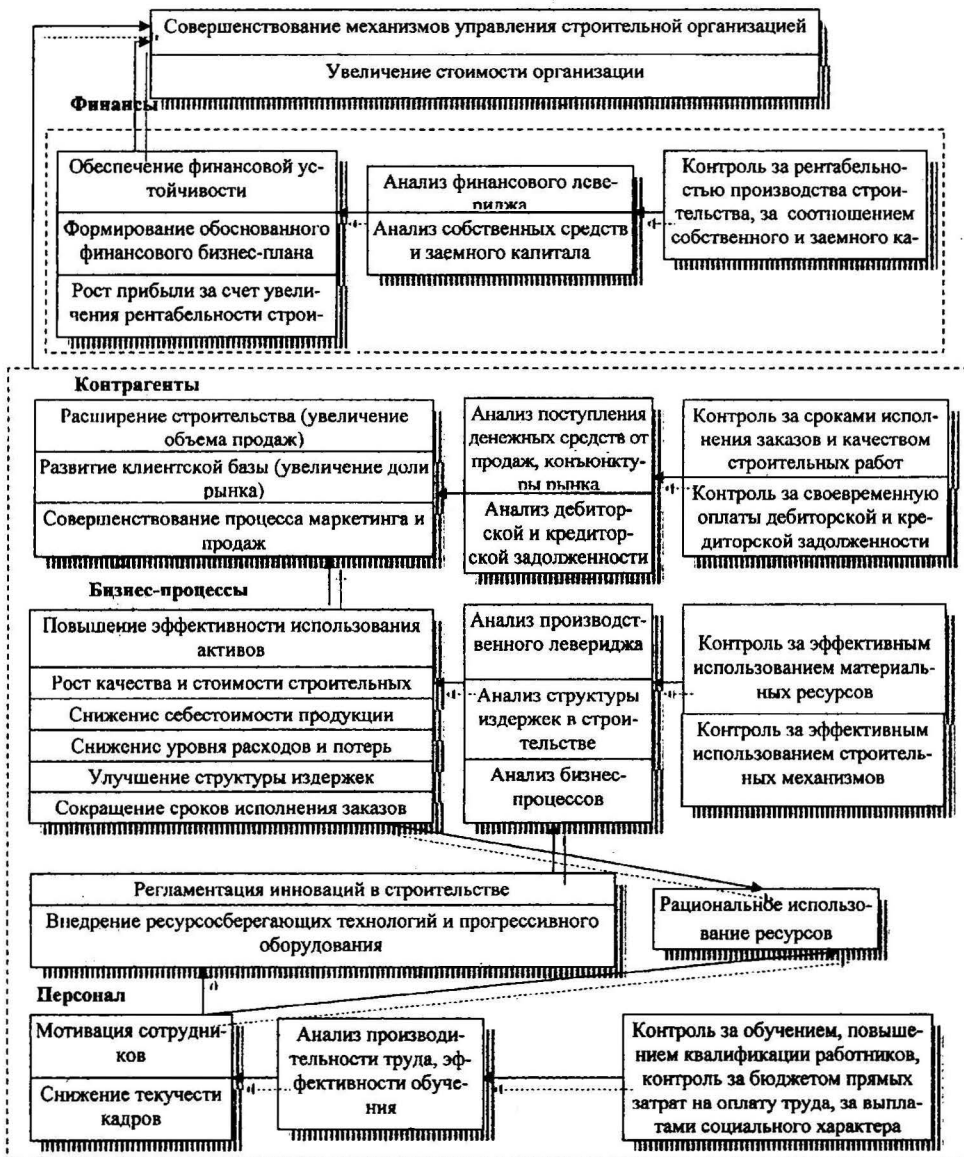 Совершенствование механизмов управления строительной организацией
Увеличение стоимости организации
Финансы
Обеспечение финансовой ус-
тойчивости
Формирование обоснованного
финансового бизнес-плана
Рост прибыли за счет увели-
чения рентабельности строи-
Анализ финансового леве-
риджа
Анализ собственных средств
и заемного капитала
Контроль за рентабельно-
стью производства строи-
тельства, за соотношением
собственного и заемного ка-
Контрагенты
Расширение строительства (увеличение
объема продаж)
Развитие клиентской базы (увеличение доли
рынка)
Совершенствование процесса маркетинга и
продаж
Анализ поступления
денежных средств от
продаж, конъюнкту-
ры рынка
Анализ дебитор-
ской и кредитор-
ской задолженности
Контроль за сроками испол-
нения заказов и качеством
строительных работ
Контроль за своевременную
оплаты дебиторской и кре-
диторской задолженности
Бизнес-процессы
Повышение эффективности использования
активов
Рост качества и стоимости строительных
Снижение себестоимости продукции
Снижение уровня расходов и потерь
Улучшение структуры издержек
Сокращение сроков исполнения заказов
Анализ производст-
венного левериджа
Анализ структуры
издержек в строи-
тельстве
Анализ бизнес-
процессов
Контроль за эффективным
использованием материаль-
ных ресурсов
Контроль за эффективным
использованием строитель-
ных механизмов
Регламентация инноваций в строительстве
Внедрение ресурсосберегающих технологий и прогрессивного
оборудования
Рациональное использо-
вание ресурсов
Персонал
Мотивация сотрудни-
ков
Снижение текучести
кадров
Анализ производи-
тельности труда, эф-
фективности обуче-
ния
Контроль за обучением, повыше-
нием квалификации работников,
контроль за бюджетом прямых
затрат на оплату труда, за выпла-
тами социального характера